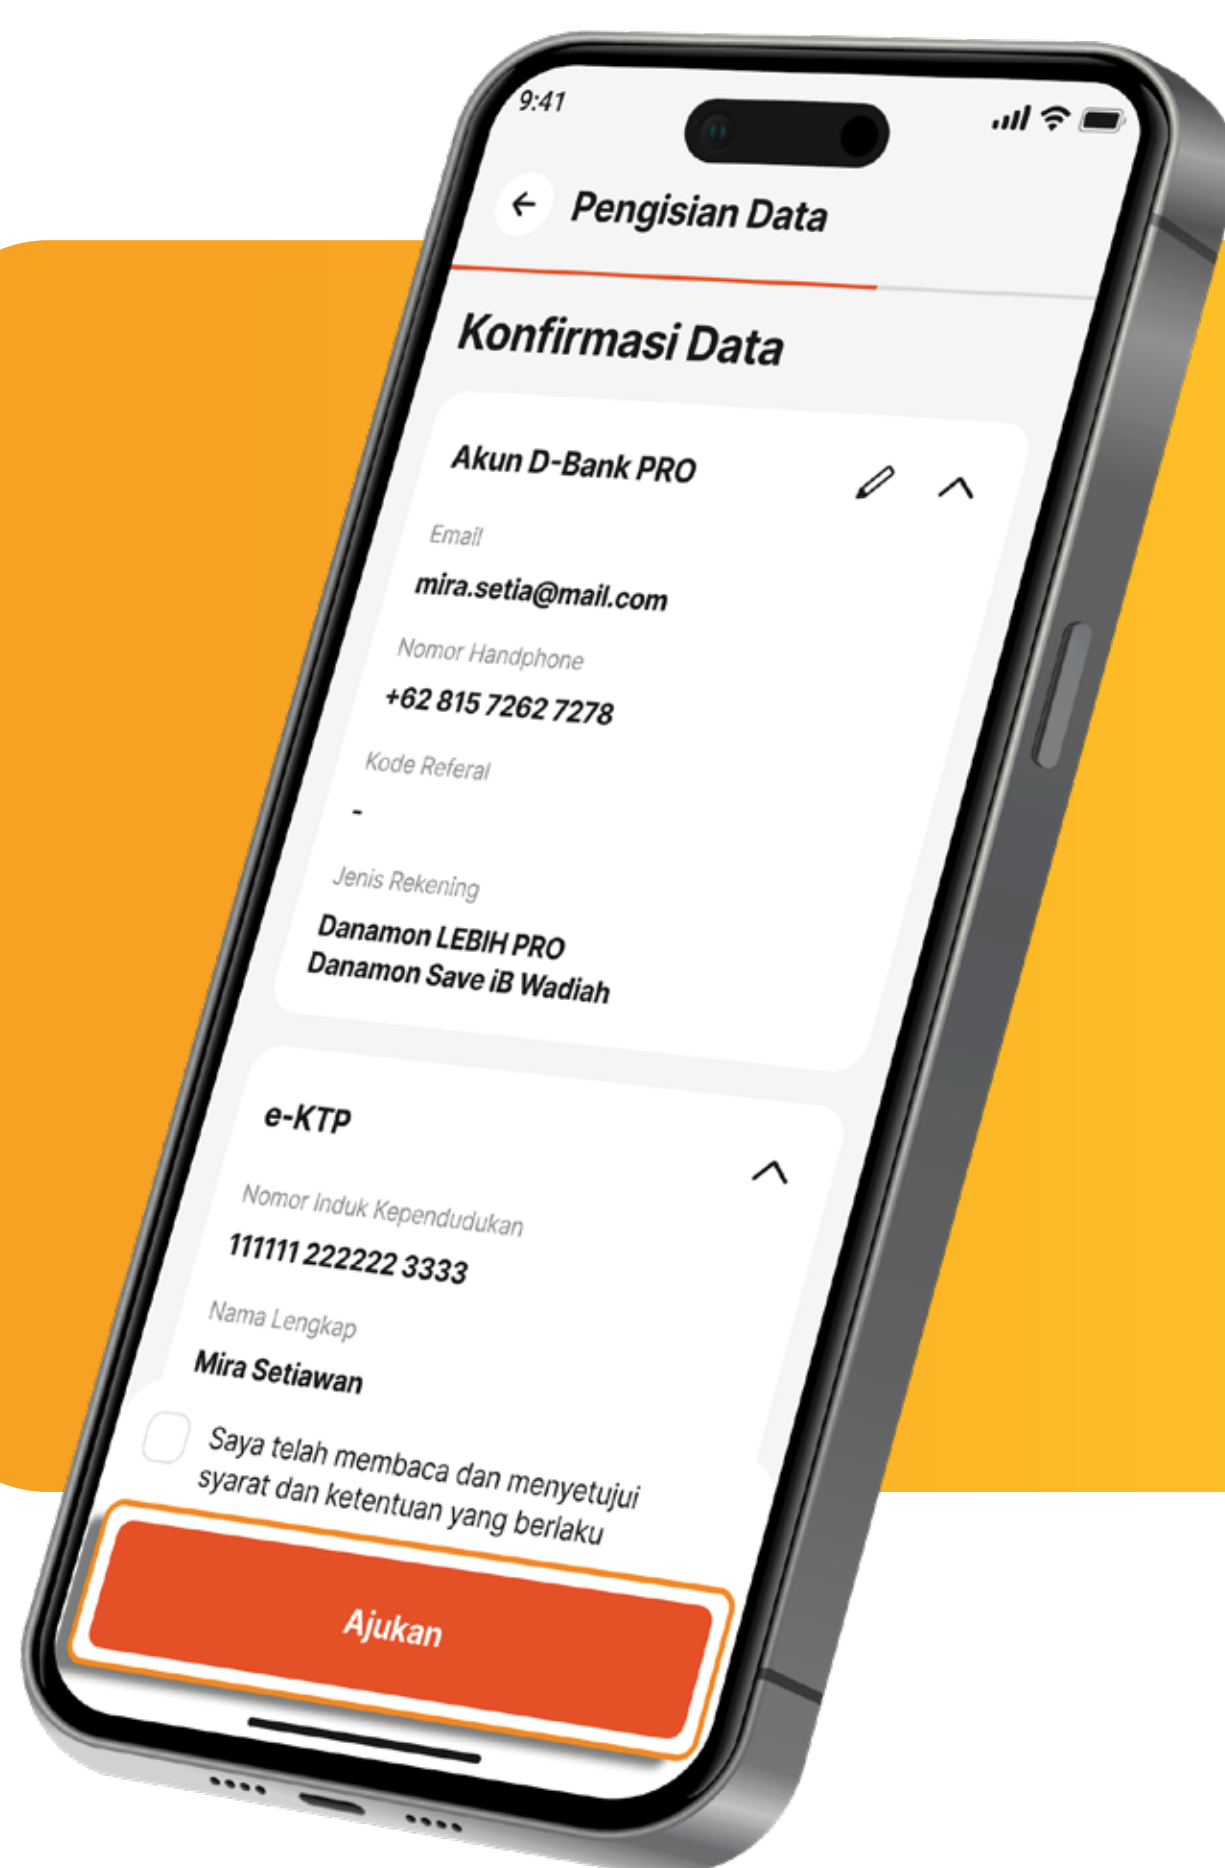 9:41
Pengisian Data
Konfirmasi Data
Akun D-Bank PRO
Email
mira.setia@mail.com
Nomor Handphone
+62 815 7262 7278
Kode Referal
-
Jenis Rekening
Danamon LEBIH PRO
Danamon Save iB Wadiah
e-KTP
Nomor Induk Kependudukan
111111 222222 3333
Nama Lengkap
Mira Setiawan
Saya telah membaca dan menyetujui
syarat dan ketentuan yang berlaku
Ajukan